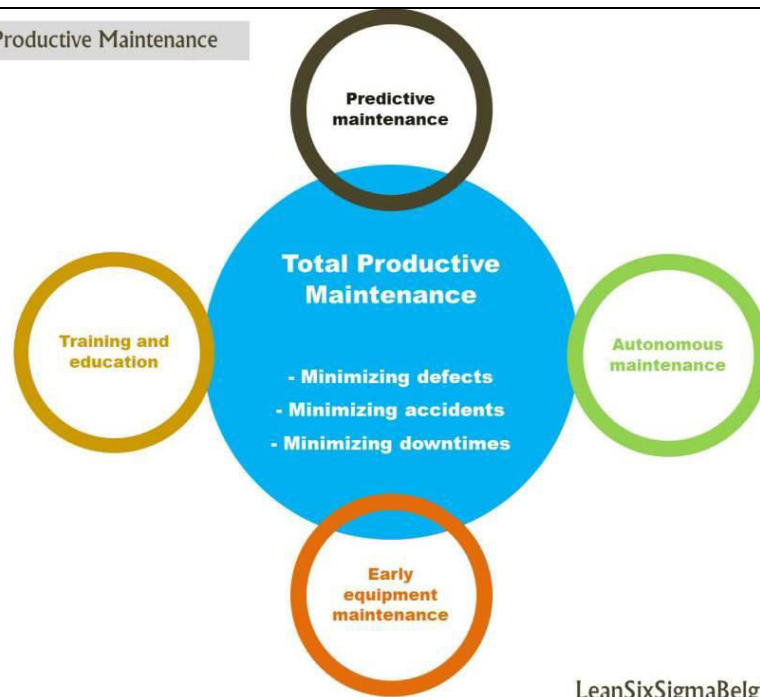 Productive Maintenance
Predictive
maintenance
Total Productive
Maintenance
- Minimizing defects
- Minimizing accidents
- Minimizing downtimes
Training and
education
Autonomous
maintenance
Early
equipment
maintenance
LeanSixSigmaBelg